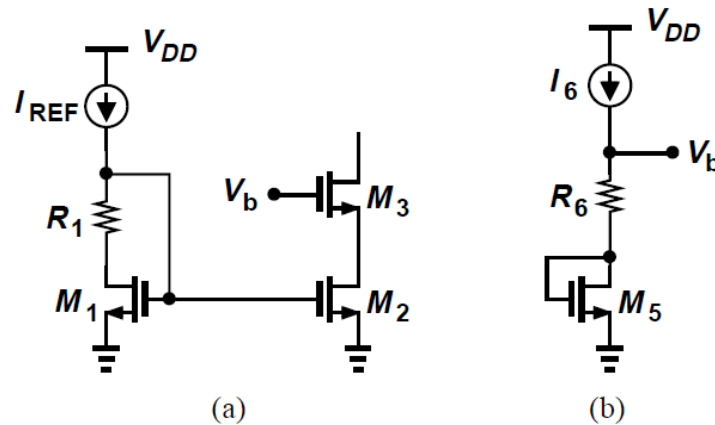 V_DD
I_REF
R_1
M_1
V_b
M_3
M_2
(a)
V_DD
I_6
V_b
R_6
M_5
(b)